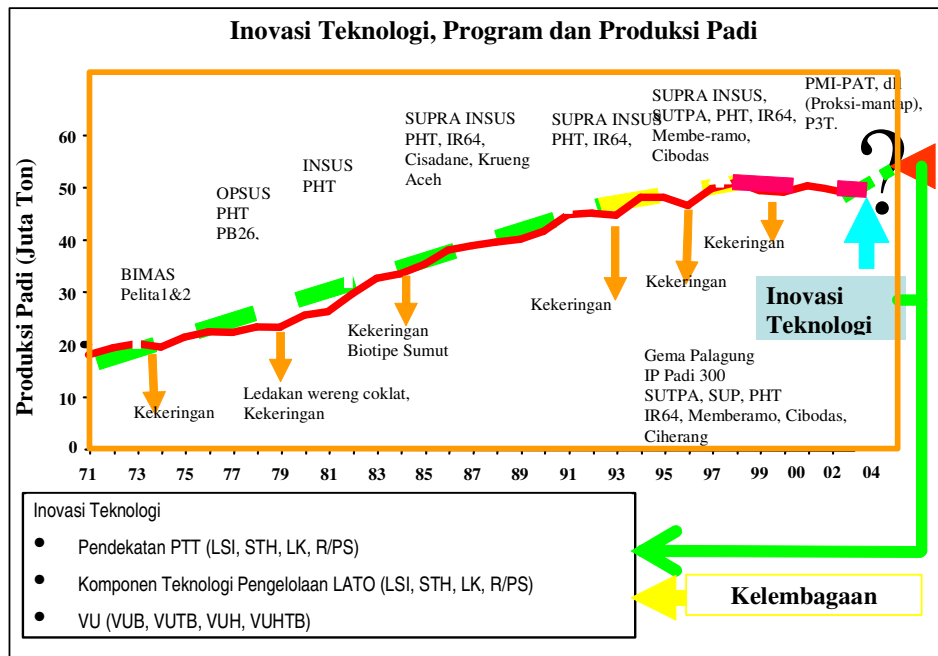 Inovasi Teknologi, Program dan Produksi Padi
PMI-PAT, dll
(Proksi-mantap),
P3T.
SUPRA INSUS,
SUTPA, PHT, IR64,
Membe-ramo,
Cibodas
SUPRA INSUS
PHT, IR64,
SUPRA INSUS
PHT, IR64,
Cisadane, Krueng
Aceh
INSUS
PHT
OPSUS
PHT
PB26,
BIMAS
Pelita1&2
?
Produksi Padi (Juta Ton)
60
50
40
30
20
10
0
Kekeringan
Kekeringan
Kekeringan
Kekeringan
Biotipe Sumut
Ledakan wereng coklat,
Kekeringan
Kekeringan
Inovasi
Teknologi
Gema Palagung
IP Padi 300
SUTPA, SUP, PHT
IR64, Memberamo, Cibodas,
Ciherang
71 73 75 77 79 81 83 85 87 89 91 93 95 97 99 00 02 04
Inovasi Teknologi
• Pendekatan PTT (LSI, STH, LK, R/PS)
• Komponen Teknologi Pengelolaan LATO (LSI, STH, LK, R/PS)
• VU (VUB, VUTB, VUH, VUHTB)
Kelembagaan